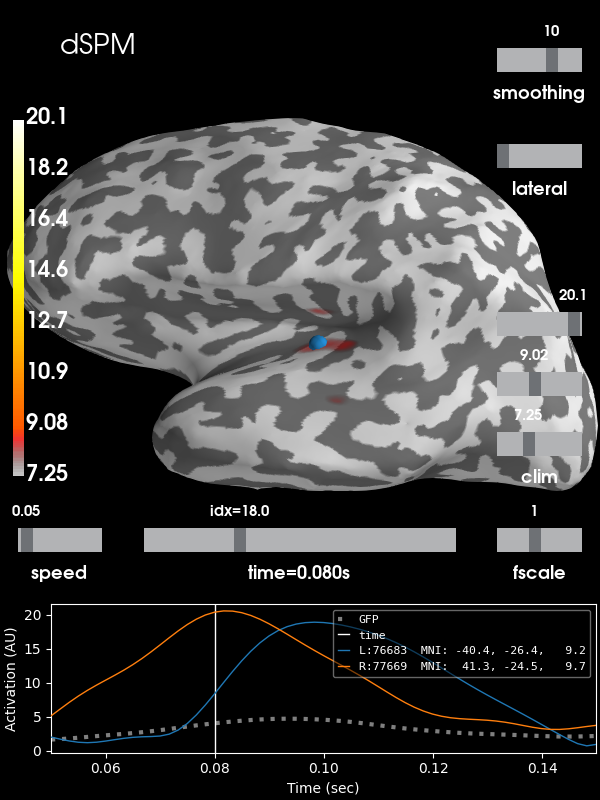 dSPM
10
smoothing
lateral
20.1
18.2
16.4
14.6
12.7
10.9
9.08
7.25
20.1
9.02
7.25
clim
0.05
speed
idx=18.0
time=0.080s
1
fscale
Activation (AU)
20
15
10
5
0
GFP
time
L:76683 MNI: -40.4, -26.4, 9.2
R:77669 MNI: 41.3, -24.5, 9.7
0.06 0.08 0.10 0.12 0.14
Time (sec)